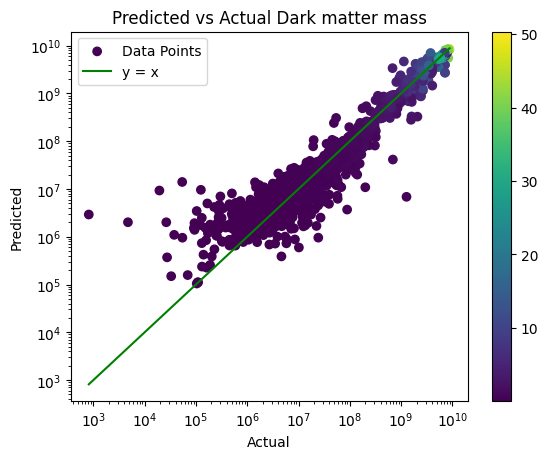 Predicted vs Actual Dark matter mass
Data Points
y = x
10^10
10^9
10^8
10^7
10^6
10^5
10^4
10^3
Predicted
10^3 10^4 10^5 10^6 10^7 10^8 10^9 10^10
Actual
50
40
30
20
10